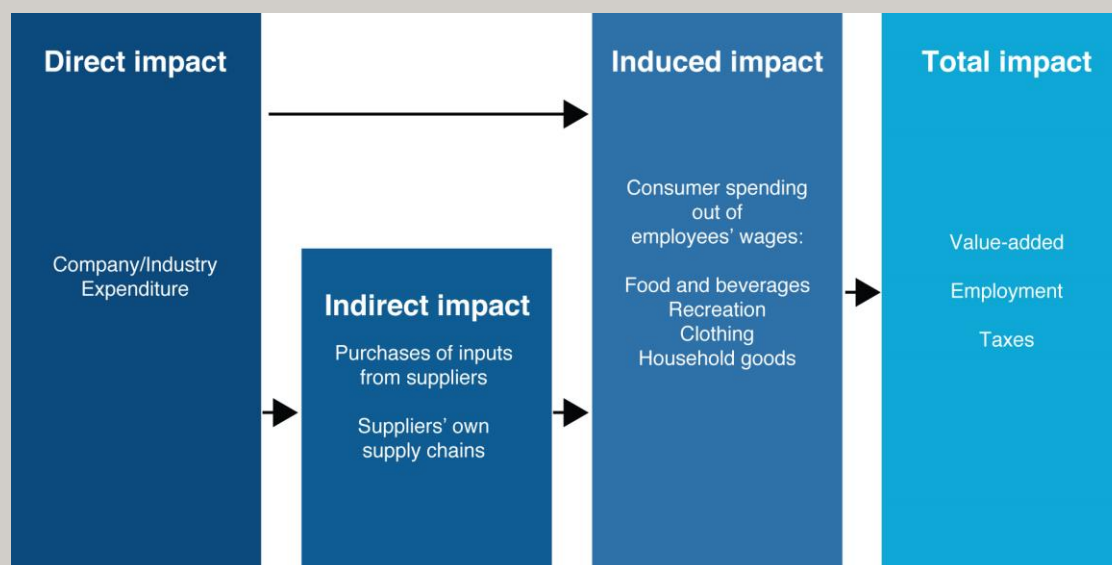 Direct impact
Company/Industry
Expenditure
Indirect impact
Purchases of inputs
from suppliers
Suppliers’ own
supply chains
Induced impact
Consumer spending
out of
employees’ wages:
Food and beverages
Recreation
Clothing
Household goods
Total impact
Value-added
Employment
Taxes